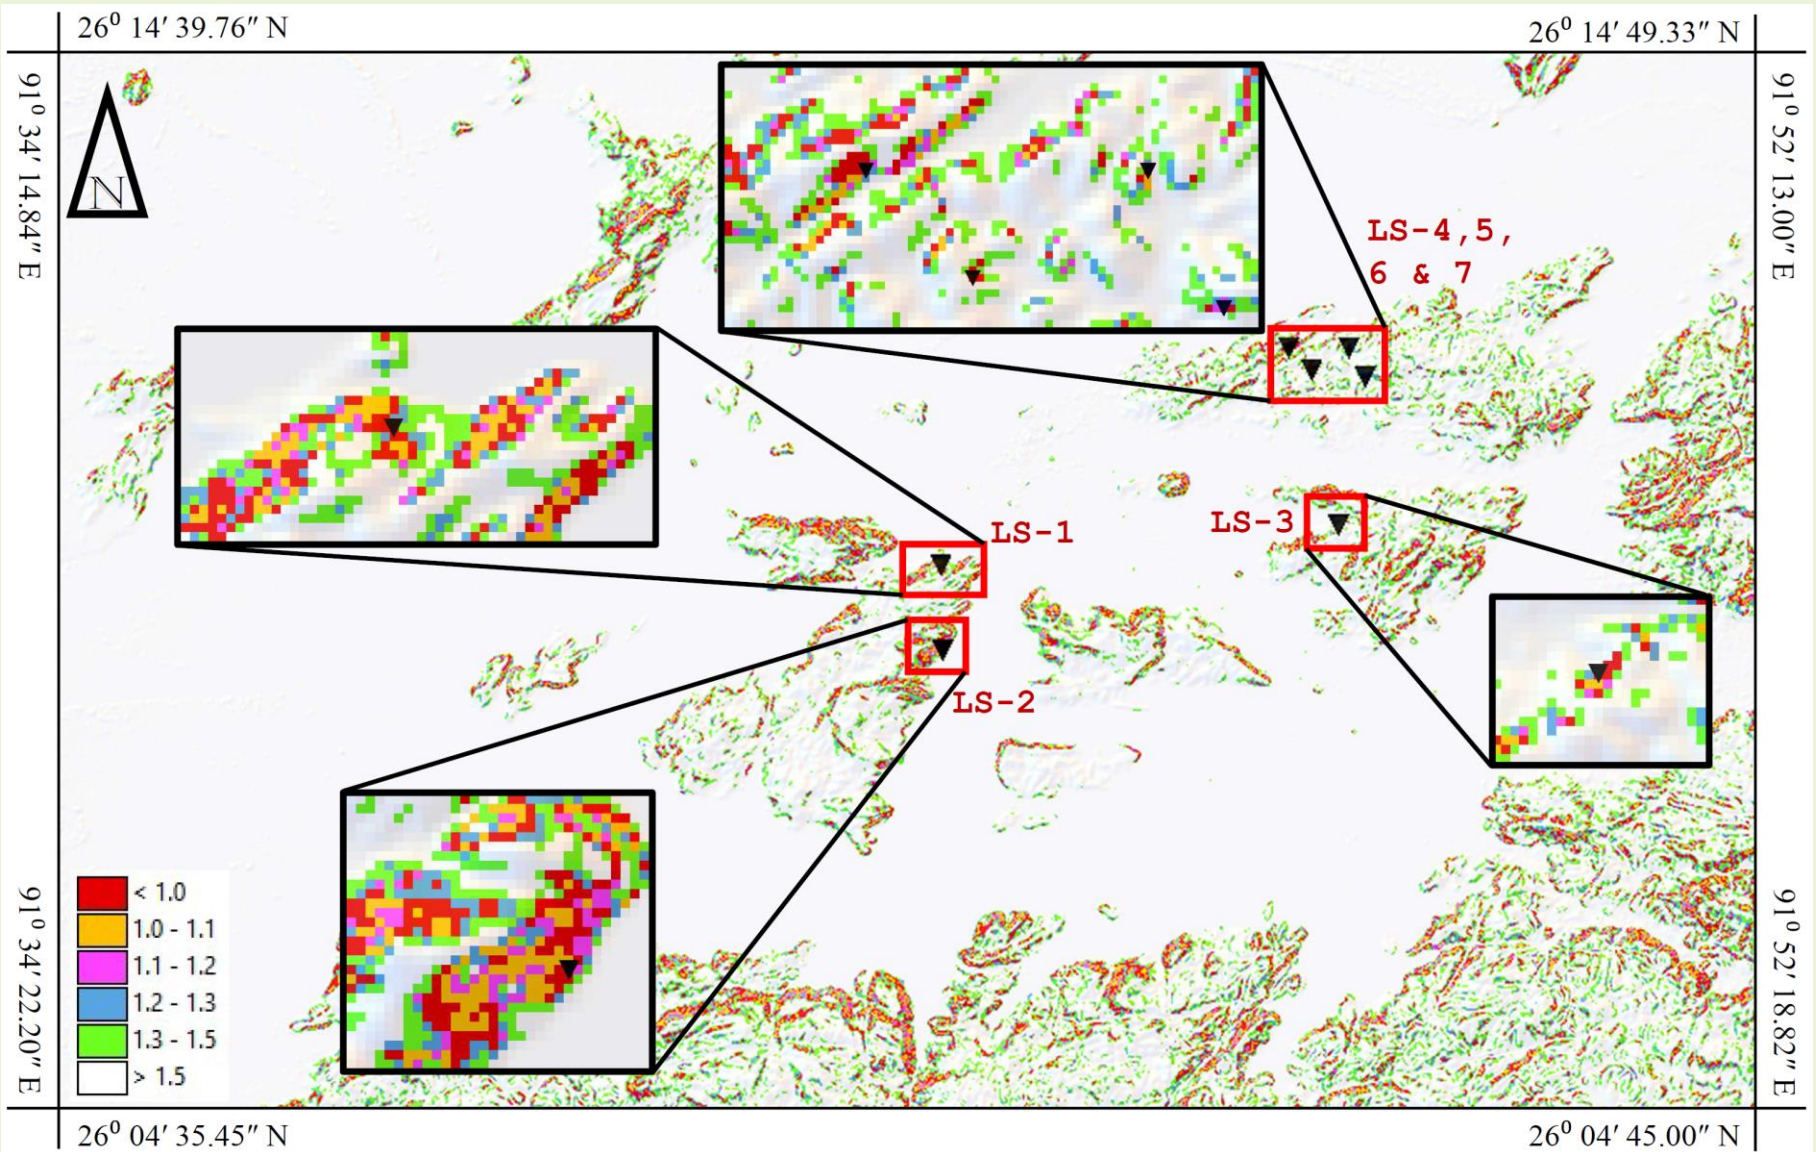 26⁰ 14′ 39.76″ N
26⁰ 14′ 49.33″ N
91⁰ 34′ 14.84″ E
91⁰ 52′ 13.00″ E
N
LS-4,5,
6 & 7
LS-1
LS-3
LS-2
< 1.0
1.0 - 1.1
1.1 - 1.2
1.2 - 1.3
1.3 - 1.5
> 1.5
91⁰ 34′ 22.20″ E
91⁰ 52′ 18.82″ E
26⁰ 04′ 35.45″ N
26⁰ 04′ 45.00″ N